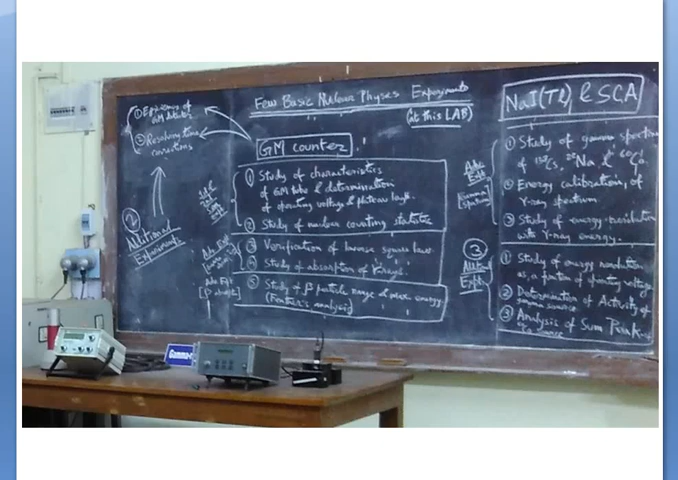 Few Basic Nuclear Physics Experiments
(at this LAB)
① Efficiency of
GM detector
② Resolving time
corrections
② Additional
Experiments
GM counter
① Study of characteristics
of GM tube & determination
of operating voltage & plateau length.
② Study of nuclear counting statistics
③ Verification of inverse square law
④ Study of absorption of γ-rays.
⑤ Study of β particle range & max energy
(Feather's analysis)
NaI(Tl) & SCA
① Study of gamma spectrum
of ¹³⁷Cs, ²²Na & ⁶⁰Co.
② Energy calibration of
γ-ray spectrum.
③ Study of energy resolution
with γ-ray energy.
③
Expts
① Study of energy resolution
as a function of operating voltage
② Determination of Activity of
gamma source
③ Analysis of Sum Peak
Gamma